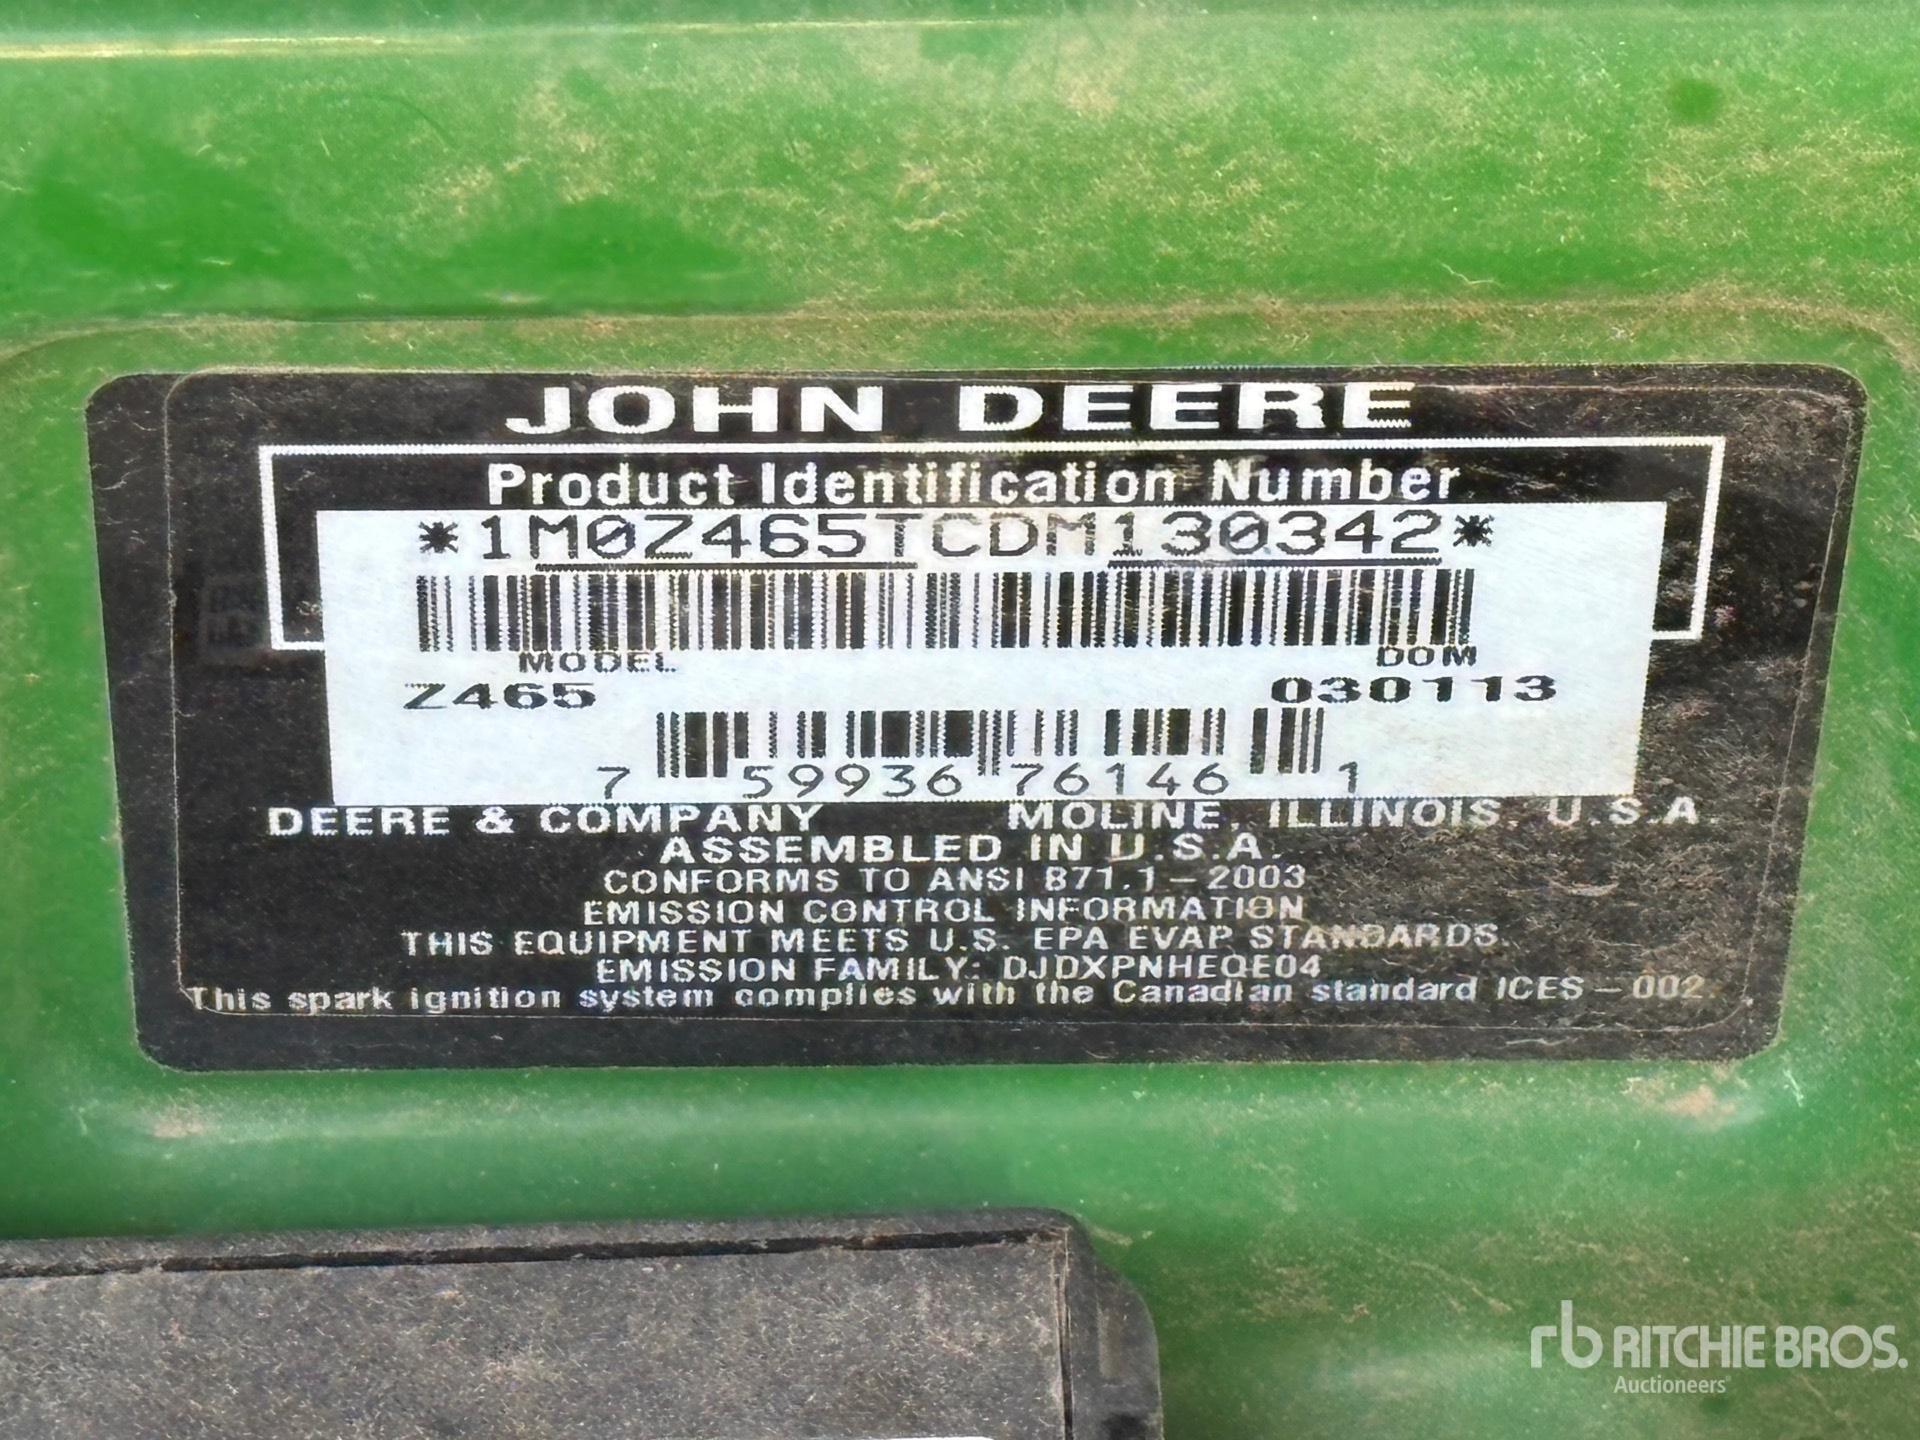 JOHN DEERE
Product Identification Number
*1M0Z465TCDM130342*
MODEL DOM
Z465 030113
7 59936 76146 1
DEERE & COMPANY MOLINE, ILLINOIS, U.S.A.
ASSEMBLED IN U.S.A.
CONFORMS TO ANSI B71.1-2003
EMISSION CONTROL INFORMATION
THIS EQUIPMENT MEETS U.S. EPA EVAP STANDARDS.
EMISSION FAMILY: DJDXPNHEQE04
This spark ignition system complies with the Canadian standard ICES-002.
rb RITCHIE BROS.
Auctioneers